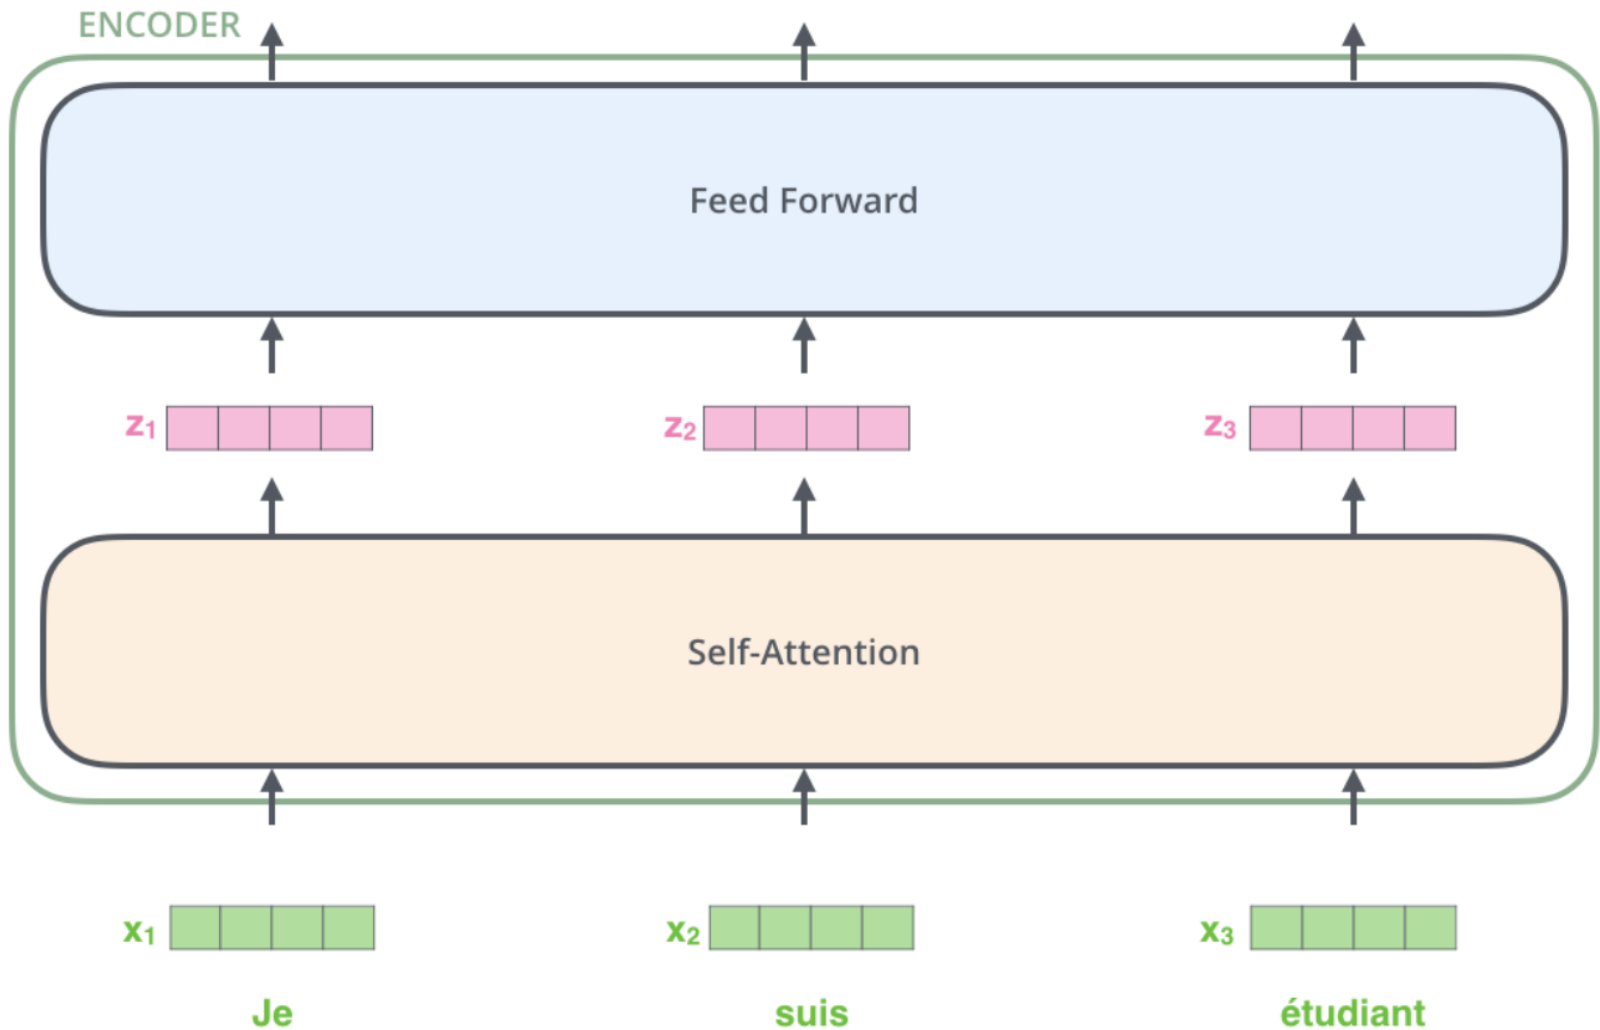 ENCODER
Feed Forward
z1 z2 z3
Self-Attention
x1 x2 x3
Je suis étudiant